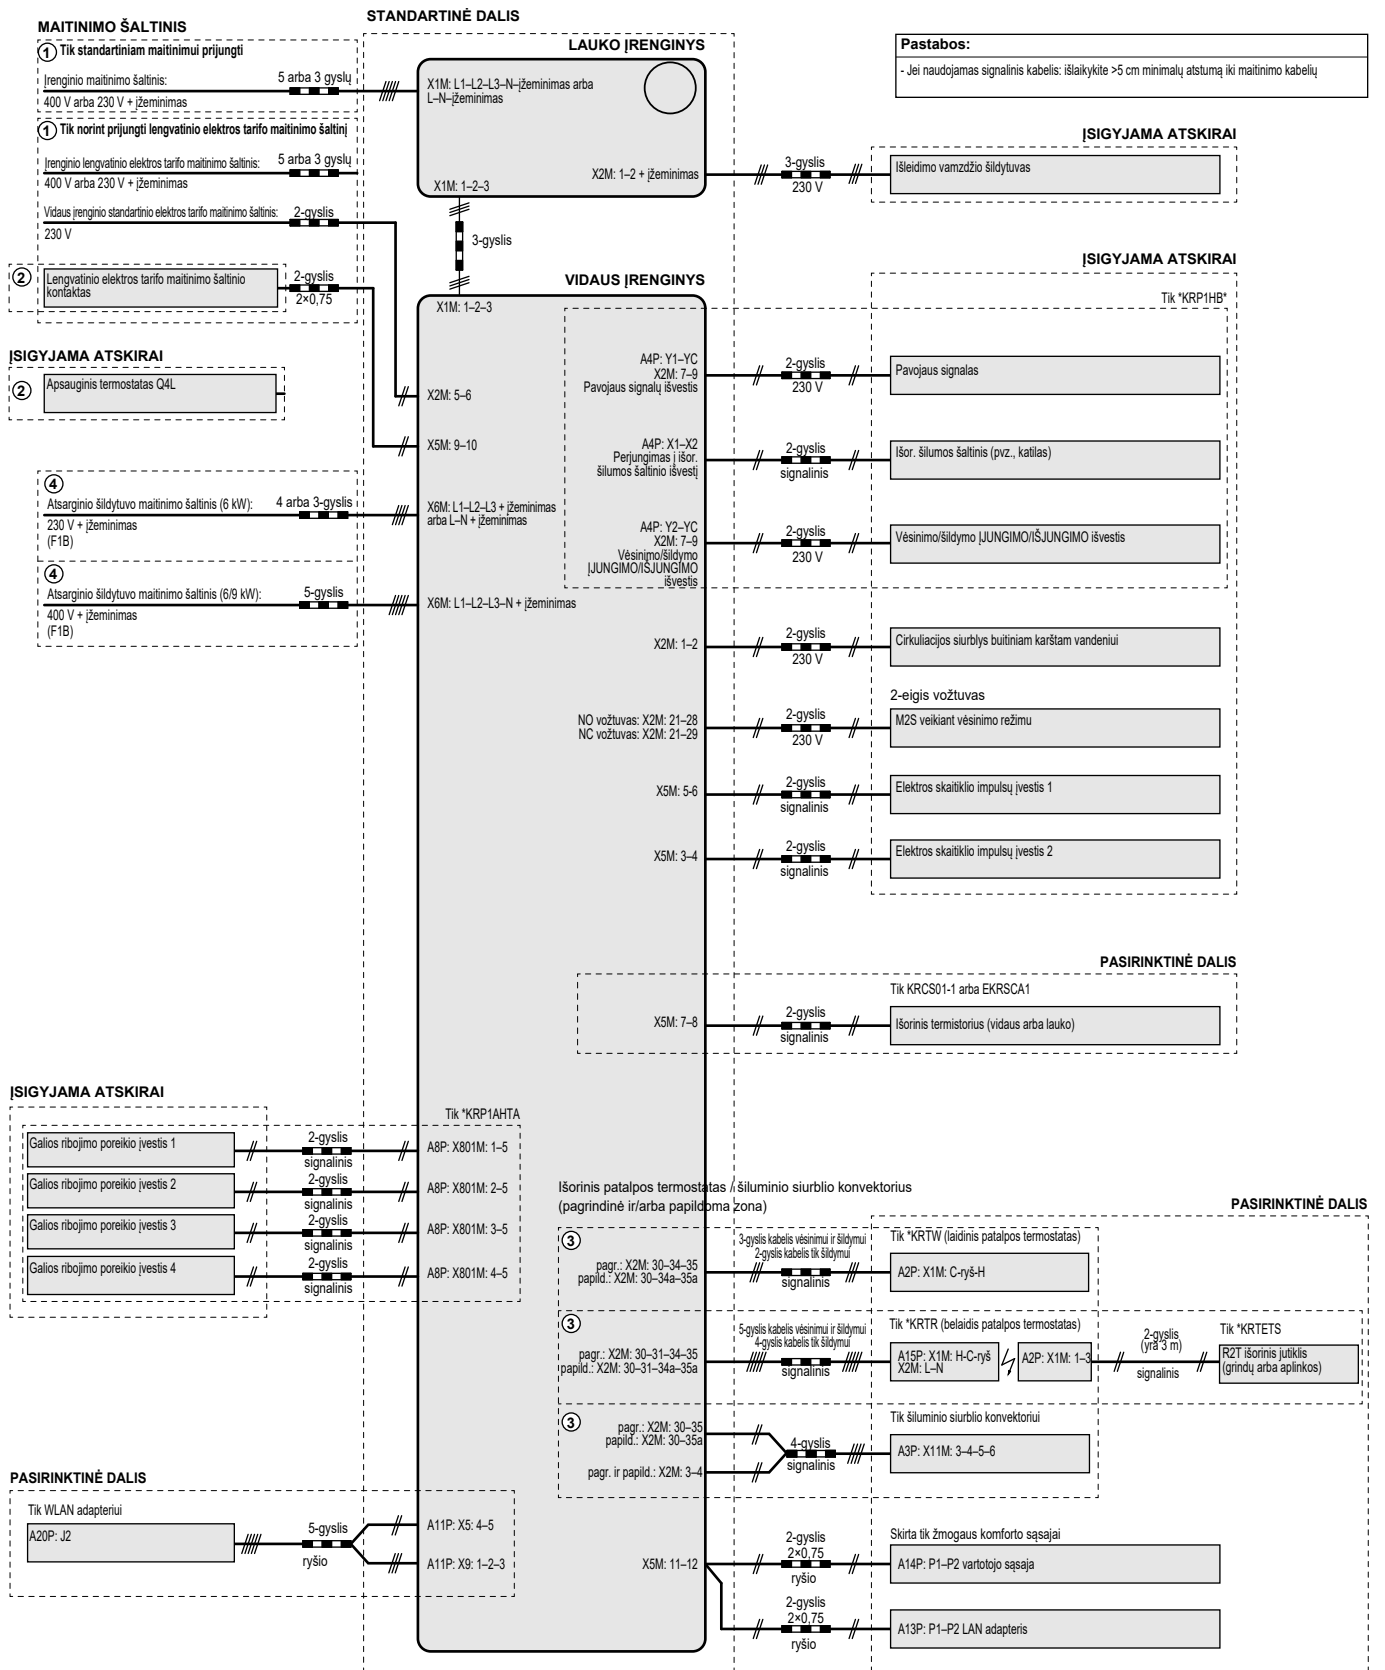 STANDARTINĖ DALIS
MAITINIMO ŠALTINIS
① Tik standartiniam maitinimui prijungti
Įrenginio maitinimo šaltinis:
5 arba 3 gyslų
400 V arba 230 V + įžeminimas
① Tik norint prijungti lengvatinio elektros tarifo maitinimo šaltinį
Įrenginio lengvatinio elektros tarifo maitinimo šaltinis:
5 arba 3 gyslų
400 V arba 230 V + įžeminimas
Vidaus įrenginio standartinio elektros tarifo maitinimo šaltinis:
2-gyslis
230 V
②
Lengvatinio elektros tarifo maitinimo šaltinio
kontaktas
2-gyslis
2×0,75
ĮSIGYJAMA ATSKIRAI
②
Apsauginis termostatas Q4L
④
Atsarginio šildytuvo maitinimo šaltinis (6 kW):
4 arba 3-gyslis
230 V + įžeminimas
(F1B)
④
Atsarginio šildytuvo maitinimo šaltinis (6/9 kW):
5-gyslis
400 V + įžeminimas
(F1B)
LAUKO ĮRENGINYS
X1M: L1–L2–L3–N–įžeminimas arba
L–N–įžeminimas
X2M: 1–2 + įžeminimas
X1M: 1–2–3
3-gyslis
VIDAUS ĮRENGINYS
X1M: 1–2–3
X2M: 5–6
X5M: 9–10
X6M: L1–L2–L3 + įžeminimas
arba L–N + įžeminimas
X6M: L1–L2–L3–N + įžeminimas
Pastabos:
- Jei naudojamas signalinis kabelis: išlaikykite >5 cm minimalų atstumą iki maitinimo kabelių
ĮSIGYJAMA ATSKIRAI
3-gyslis
230 V
Išleidimo vamzdžio šildytuvas
ĮSIGYJAMA ATSKIRAI
Tik *KRP1HB*
A4P: Y1–YC
X2M: 7–9
Pavojaus signalų išvestis
2-gyslis
230 V
Pavojaus signalas
A4P: X1–X2
Perjungimas į išor.
šilumos šaltinio išvestį
2-gyslis
signalinis
Išor. šilumos šaltinis (pvz., katilas)
A4P: Y2–YC
X2M: 7–9
Vėsinimo/šildymo
ĮJUNGIMO/IŠJUNGIMO
išvestis
2-gyslis
230 V
Vėsinimo/šildymo ĮJUNGIMO/IŠJUNGIMO išvestis
X2M: 1–2
2-gyslis
230 V
Cirkuliacijos siurblys buitiniam karštam vandeniui
2-eigis vožtuvas
NO vožtuvas: X2M: 21–28
NC vožtuvas: X2M: 21–29
2-gyslis
230 V
M2S veikiant vėsinimo režimu
X5M: 5-6
2-gyslis
signalinis
Elektros skaitiklio impulsų įvestis 1
X5M: 3–4
2-gyslis
signalinis
Elektros skaitiklio impulsų įvestis 2
PASIRINKTINĖ DALIS
Tik KRCS01-1 arba EKRSCA1
X5M: 7–8
2-gyslis
signalinis
Išorinis termistorius (vidaus arba lauko)
ĮSIGYJAMA ATSKIRAI
Tik *KRP1AHTA
Galios ribojimo poreikio įvestis 1
2-gyslis
signalinis
A8P: X801M: 1–5
Galios ribojimo poreikio įvestis 2
2-gyslis
signalinis
A8P: X801M: 2–5
Galios ribojimo poreikio įvestis 3
2-gyslis
signalinis
A8P: X801M: 3–5
Galios ribojimo poreikio įvestis 4
2-gyslis
signalinis
A8P: X801M: 4–5
Išorinis patalpos termostatas / šiluminio siurblio konvektorius
(pagrindinė ir/arba papildoma zona)
PASIRINKTINĖ DALIS
③
pagr.: X2M: 30–34–35
papild.: X2M: 30–34a–35a
3-gyslis kabelis vėsinimui ir šildymui
2-gyslis kabelis tik šildymui
signalinis
Tik *KRTW (laidinis patalpos termostatas)
A2P: X1M: C-ryš-H
③
pagr.: X2M: 30–31–34–35
papild.: X2M: 30–31–34a–35a
5-gyslis kabelis vėsinimui ir šildymui
4-gyslis kabelis tik šildymui
signalinis
Tik *KRTR (belaidis patalpos termostatas)
A15P: X1M: H-C-ryš
X2M: L–N
A2P: X1M: 1–3
2-gyslis
(yra 3 m)
signalinis
Tik *KRTETS
R2T išorinis jutiklis
(grindų arba aplinkos)
③
pagr.: X2M: 30–35
papild.: X2M: 30–35a
pagr. ir papild.: X2M: 3–4
4-gyslis
signalinis
Tik šiluminio siurblio konvektoriui
A3P: X11M: 3–4–5–6
PASIRINKTINĖ DALIS
Tik WLAN adapteriui
A20P: J2
5-gyslis
ryšio
A11P: X5: 4–5
A11P: X9: 1–2–3
X5M: 11–12
2-gyslis
2×0,75
ryšio
Skirta tik žmogaus komforto sąsajai
A14P: P1–P2 vartotojo sąsaja
2-gyslis
2×0,75
ryšio
A13P: P1–P2 LAN adapteris